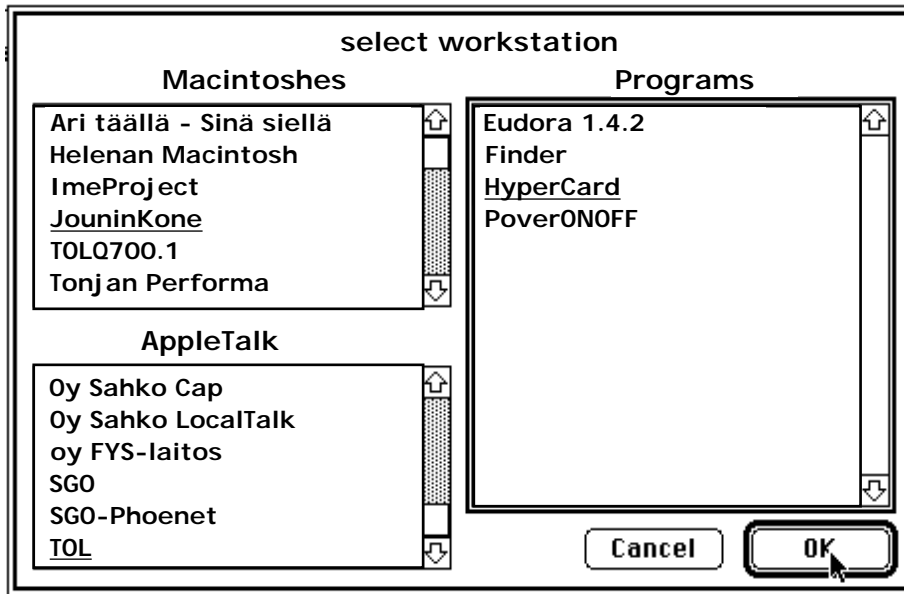 select workstation
Macintoshes
Ari täällä - Sinä siellä
Helenan Macintosh
ImeProject
JouninKone
TOLQ700.1
Tonjan Performa
AppleTalk
Oy Sahko Cap
Oy Sahko LocalTalk
oy FYS-laitos
SGO
SGO-Phoenet
TOL
Programs
Eudora 1.4.2
Finder
HyperCard
PoverONOFF
Cancel
OK